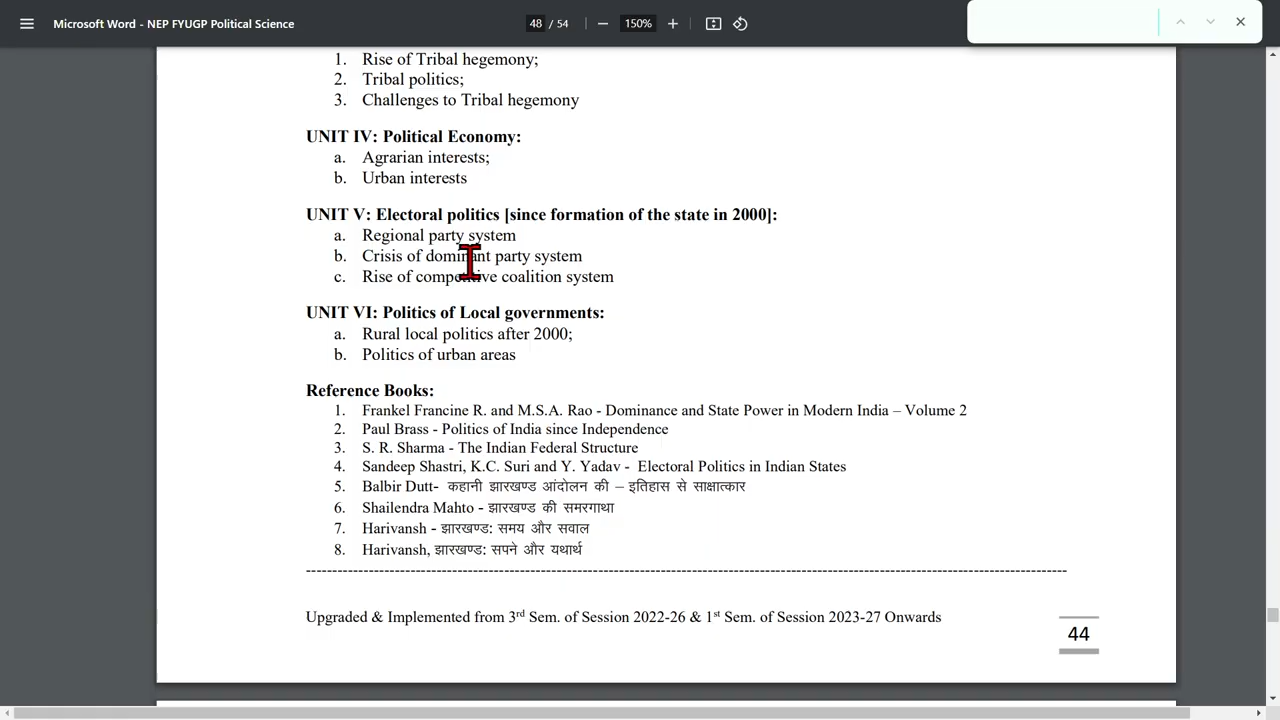 Microsoft Word - NEP FYUGP Political Science
48 / 54
150%
1. Rise of Tribal hegemony;
2. Tribal politics;
3. Challenges to Tribal hegemony
UNIT IV: Political Economy:
a. Agrarian interests;
b. Urban interests
UNIT V: Electoral politics [since formation of the state in 2000]:
a. Regional party system
b. Crisis of dominant party system
c. Rise of competitive coalition system
UNIT VI: Politics of Local governments:
a. Rural local politics after 2000;
b. Politics of urban areas
Reference Books:
1. Frankel Francine R. and M.S.A. Rao - Dominance and State Power in Modern India – Volume 2
2. Paul Brass - Politics of India since Independence
3. S. R. Sharma - The Indian Federal Structure
4. Sandeep Shastri, K.C. Suri and Y. Yadav - Electoral Politics in Indian States
5. Balbir Dutt- कहानी झारखण्ड आंदोलन की – इतिहास से साक्षात्कार
6. Shailendra Mahto - झारखण्ड की समरगाथा
7. Harivansh - झारखण्ड: समय और सवाल
8. Harivansh, झारखण्ड: सपने और यथार्थ
Upgraded & Implemented from 3rd Sem. of Session 2022-26 & 1st Sem. of Session 2023-27 Onwards
44